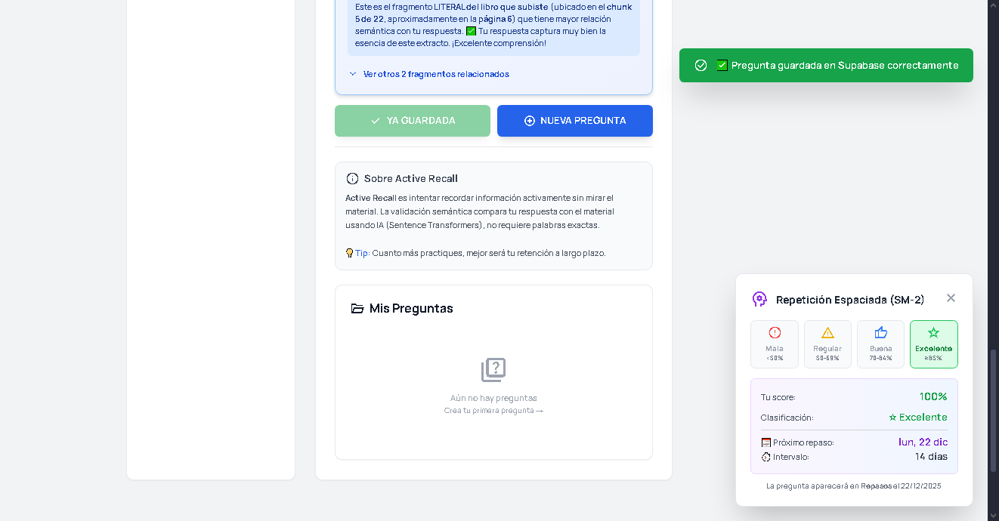 Este es el fragmento LITERAL del libro que subiste (ubicado en el chunk
5 de 22, aproximadamente en la página 6) que tiene mayor relación
semántica con tu respuesta. ✅ Tu respuesta captura muy bien la
esencia de este extracto. ¡Excelente comprensión!
Ver otros 2 fragmentos relacionados
✅ Pregunta guardada en Supabase correctamente
YA GUARDADA
NUEVA PREGUNTA
Sobre Active Recall
Active Recall es intentar recordar información activamente sin mirar el
material. La validación semántica compara tu respuesta con el material
usando IA (Sentence Transformers), no requiere palabras exactas.
💡 Tip: Cuanto más practiques, mejor será tu retención a largo plazo.
Mis Preguntas
Aún no hay preguntas
Crea tu primera pregunta →
Repetición Espaciada (SM-2)
Mala
<50%
Regular
50-69%
Buena
70-84%
Excelente
≥85%
Tu score: 100%
Clasificación: ☆ Excelente
📅 Próximo repaso: lun, 22 dic
⏱ Intervalo: 14 días
La pregunta aparecerá en Repasos el 22/12/2025